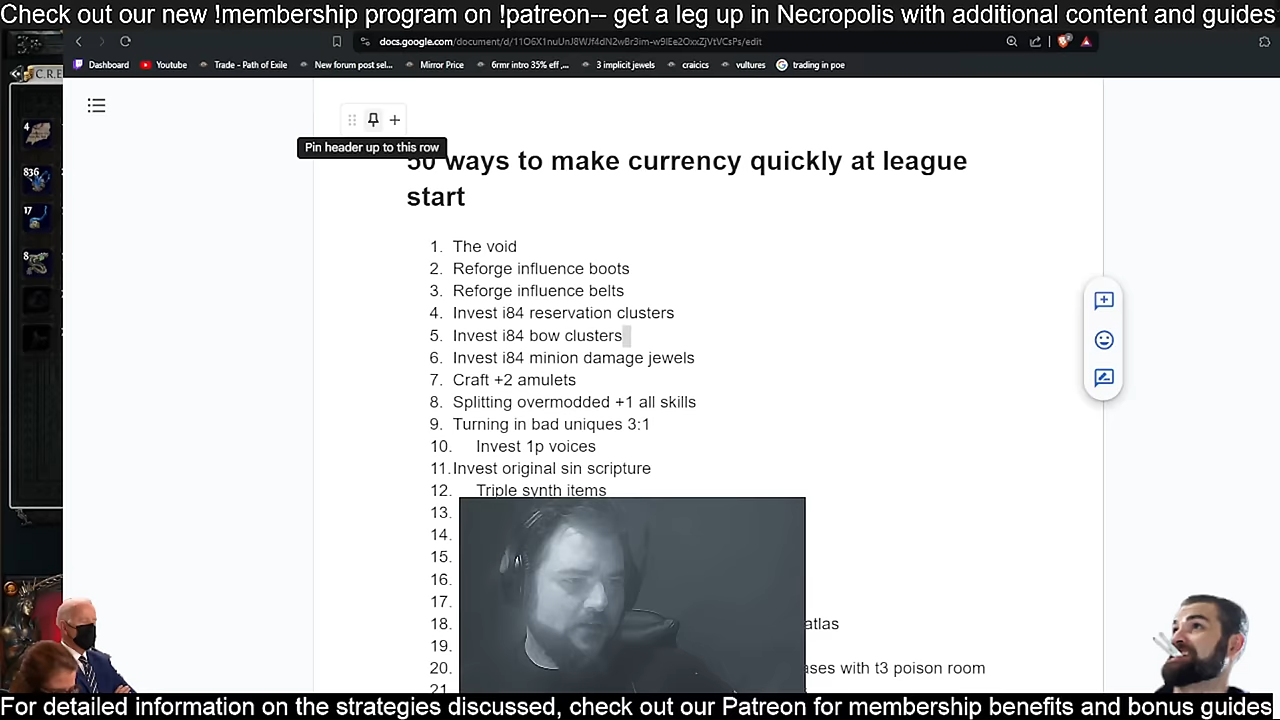 Check out our new !membership program on !patreon-- get a leg up in Necropolis with additional content and guides
C.R.E
docs.google.com/document/d/11O6X1nuUnJ8WJf4dN2wBr3im-w9lEe2OxxZjVtVCsPs/edit
Dashboard Youtube Trade - Path of Exile New forum post sel... Mirror Price 6rmr intro 35% eff ,... 3 implicit jewels craicics vultures trading in poe
Pin header up to this row
50 ways to make currency quickly at league
start
4
836
17
8
1. The void
2. Reforge influence boots
3. Reforge influence belts
4. Invest i84 reservation clusters
5. Invest i84 bow clusters
6. Invest i84 minion damage jewels
7. Craft +2 amulets
8. Splitting overmodded +1 all skills
9. Turning in bad uniques 3:1
10. Invest 1p voices
11. Invest original sin scripture
12. Triple synth items
13.
14.
15.
16.
17.
18. atlas
19.
20. ases with t3 poison room
21
For detailed information on the strategies discussed, check out our Patreon for membership benefits and bonus guides